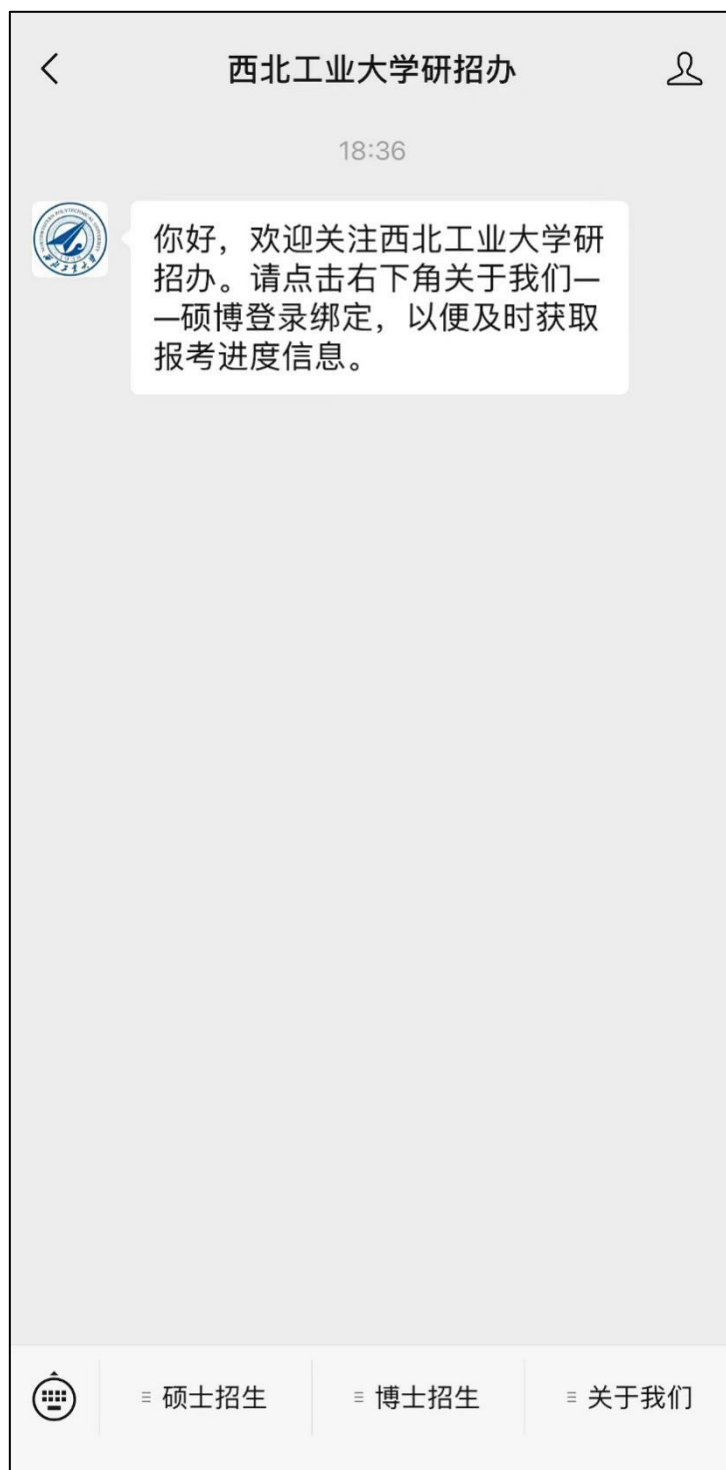 西北工业大学研招办
18:36
你好，欢迎关注西北工业大学研
招办。请点击右下角关于我们—
—硕博登录绑定，以便及时获取
报考进度信息。
硕士招生
博士招生
关于我们